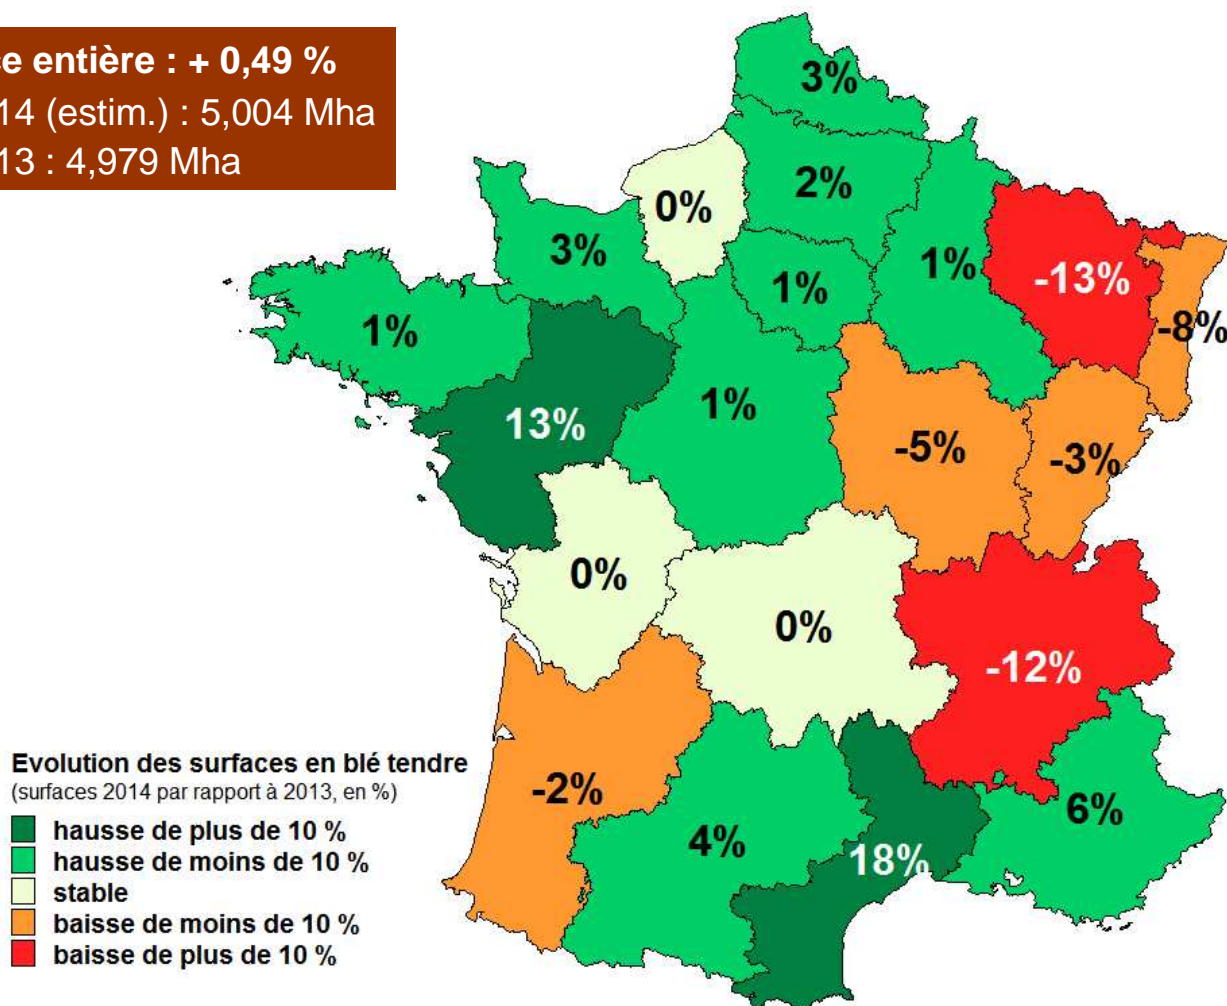 ce entière : + 0,49 %
14 (estim.) : 5,004 Mha
13 : 4,979 Mha
3%
2%
0%
3%
1%
1%
-13%
-8%
1%
13%
1%
-5%
-3%
0%
0%
-12%
-2%
4%
18%
6%
Evolution des surfaces en blé tendre
(surfaces 2014 par rapport à 2013, en %)
hausse de plus de 10 %
hausse de moins de 10 %
stable
baisse de moins de 10 %
baisse de plus de 10 %